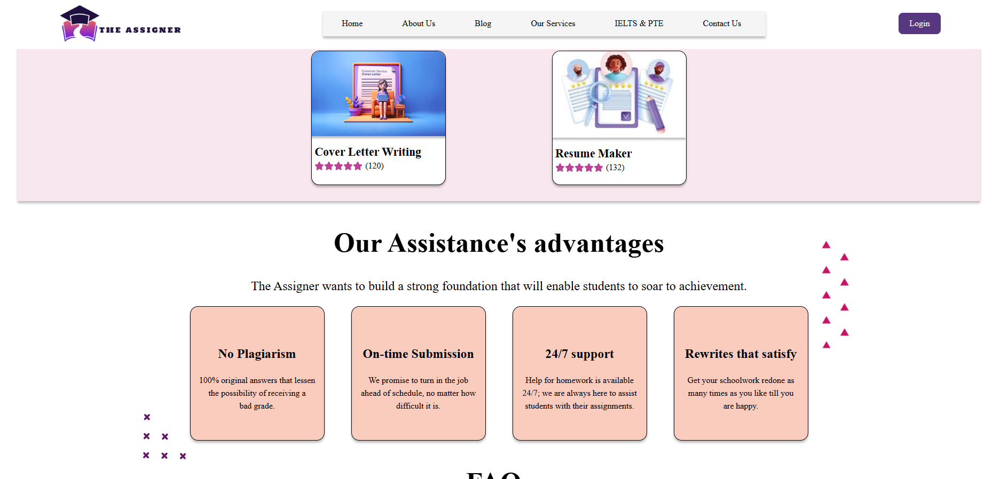 THE ASSIGNER
Home About Us Blog Our Services IELTS & PTE Contact Us
Login
Customer Service
Cover Letter
Cover Letter Writing
(120)
Resume Maker
(132)
Our Assistance's advantages
The Assigner wants to build a strong foundation that will enable students to soar to achievement.
No Plagiarism
100% original answers that lessen
the possibility of receiving a
bad grade.
On-time Submission
We promise to turn in the job
ahead of schedule, no matter how
difficult it is.
24/7 support
Help for homework is available
24/7; we are always here to assist
students with their assignments.
Rewrites that satisfy
Get your schoolwork redone as
many times as you like till you
are happy.
FAQ